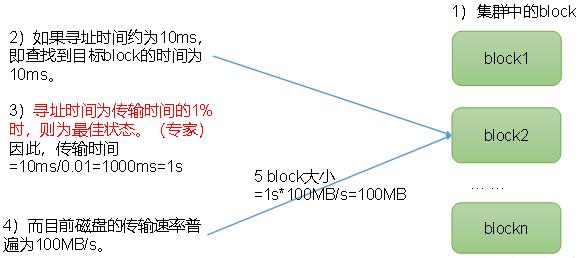 1）集群中的block
block1
block2
... ...
blockn
2）如果寻址时间约为10ms，
即查找到目标block的时间为
10ms。
3）寻址时间为传输时间的1%
时，则为最佳状态。（专家）
因此，传输时间
=10ms/0.01=1000ms=1s
4）而目前磁盘的传输速率普
遍为100MB/s。
5 block大小
=1s*100MB/s=100MB